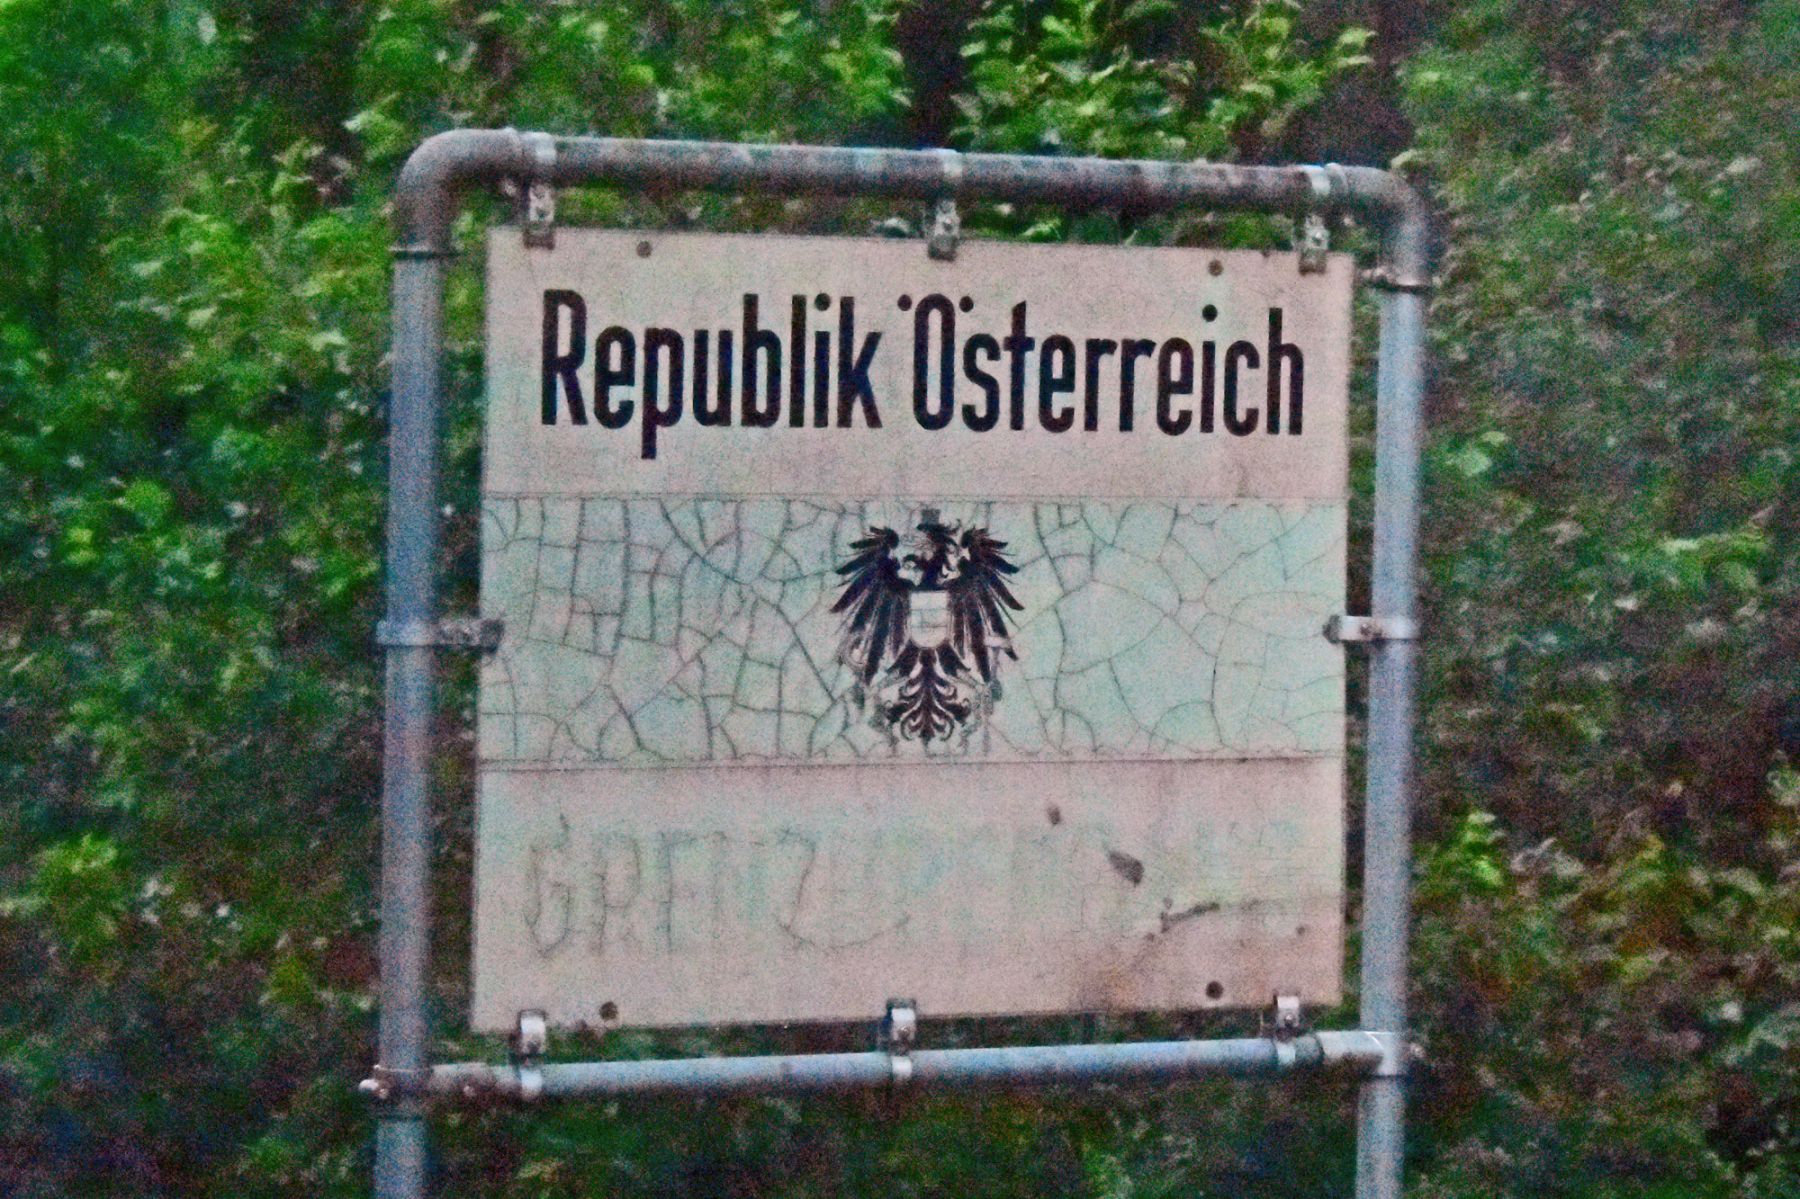 Republik Österreich